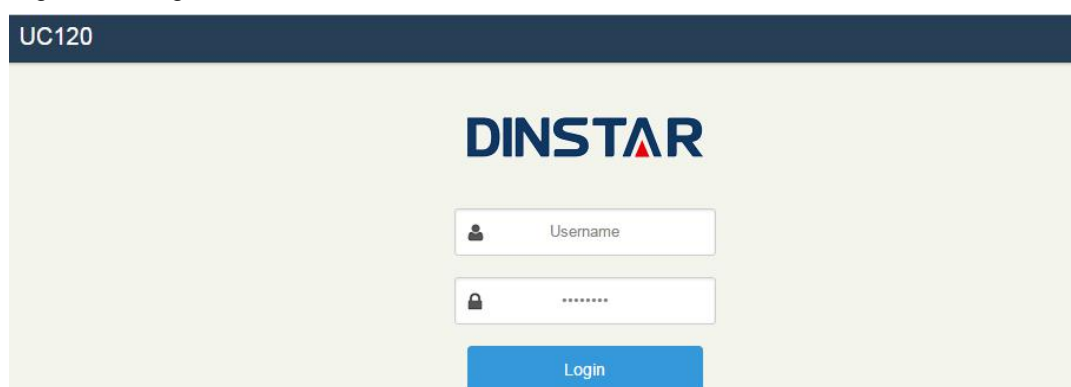 UC120
DINSTAR
Username
••••••••
Login